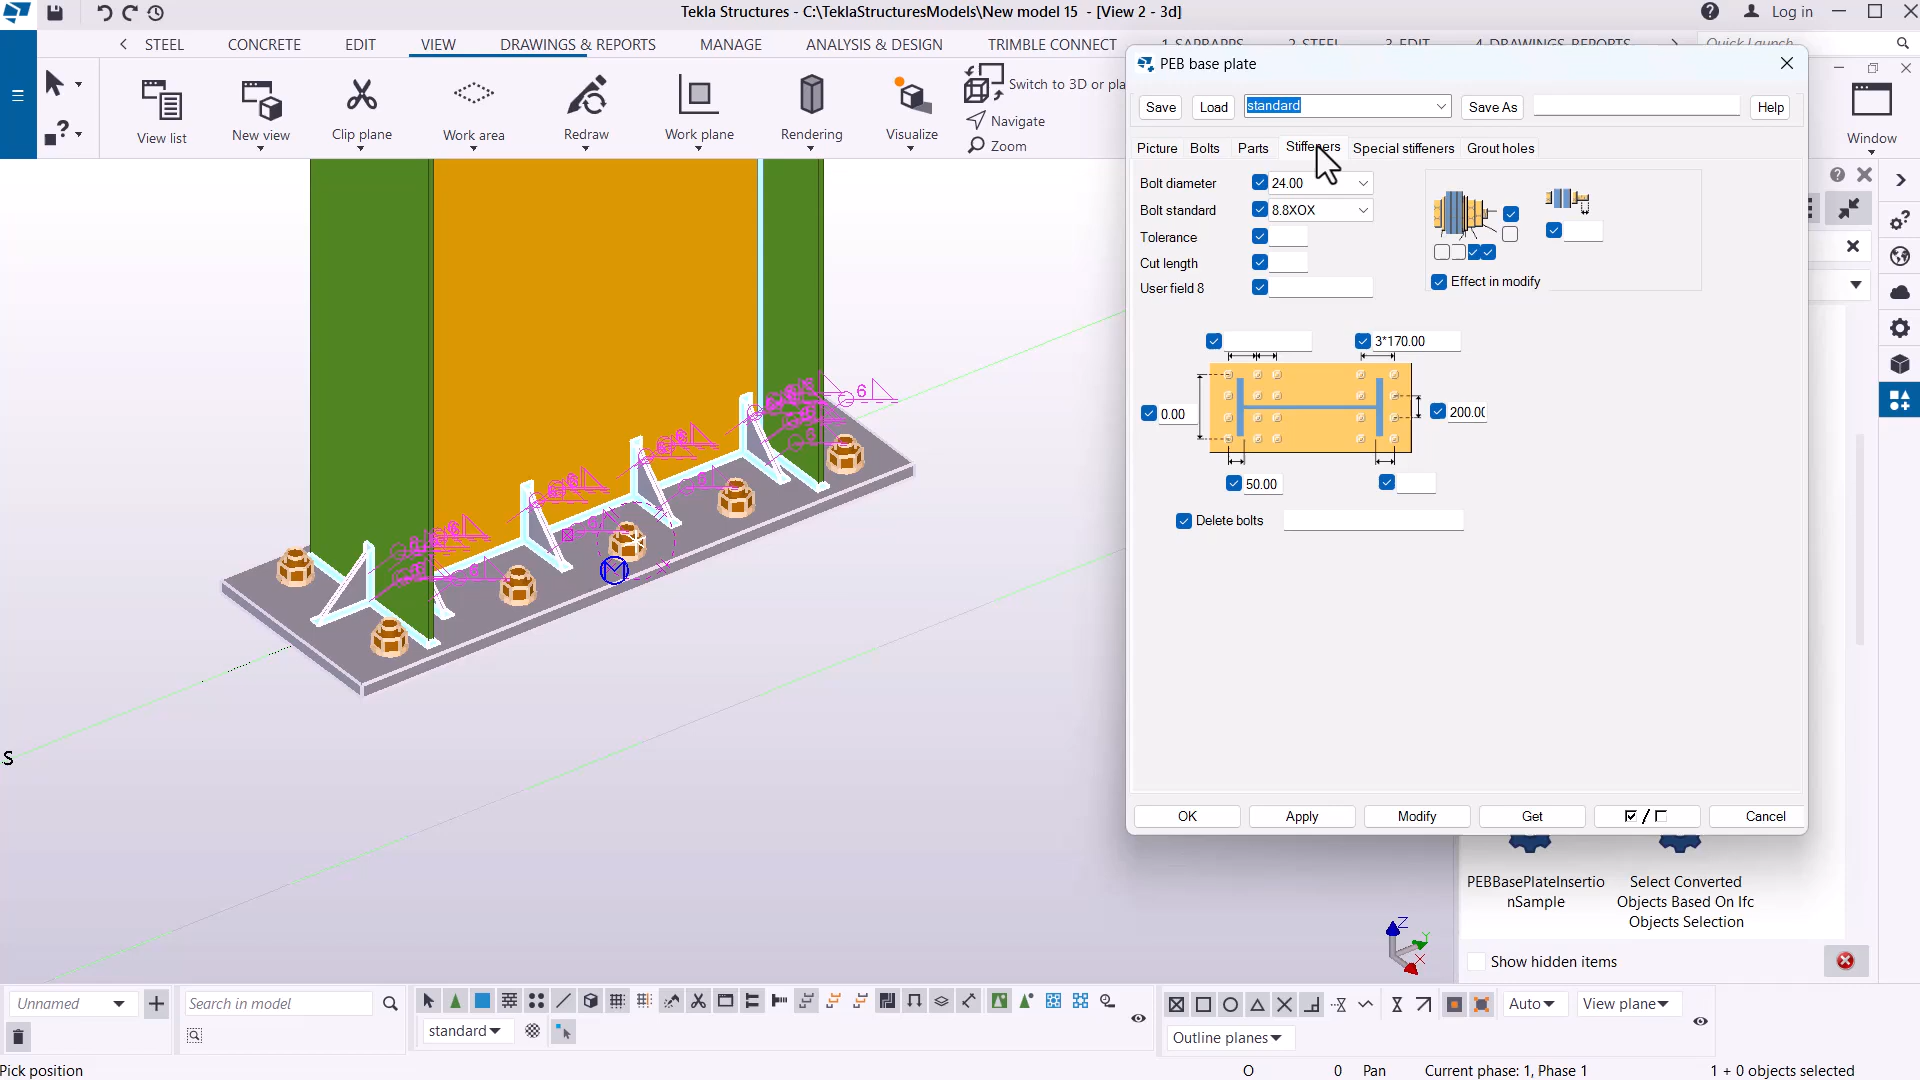 Tekla Structures - C:\TeklaStructuresModels\New model 15 - [View 2 - 3d]
Log in
STEEL
CONCRETE
EDIT
VIEW
DRAWINGS & REPORTS
MANAGE
ANALYSIS & DESIGN
TRIMBLE CONNECT
Quick Launch
View list
New view
Clip plane
Work area
Redraw
Work plane
Rendering
Visualize
Switch to 3D or pla
Navigate
Zoom
Window
PEB base plate
Save
Load
standard
Save As
Help
Picture
Bolts
Parts
Stiffeners
Special stiffeners
Grout holes
Bolt diameter
24.00
Bolt standard
8.8XOX
Tolerance
Cut length
User field 8
Effect in modify
3*170.00
0.00
200.0
50.00
Delete bolts
OK
Apply
Modify
Get
/
Cancel
6
6
6
6
S
M
Z
Y
X
PEBBasePlateInsertio
nSample
Select Converted
Objects Based On Ifc
Objects Selection
Show hidden items
Unnamed
Search in model
standard
Auto
View plane
Outline planes
Pick position
O
0
Pan
Current phase: 1, Phase 1
1 + 0 objects selected